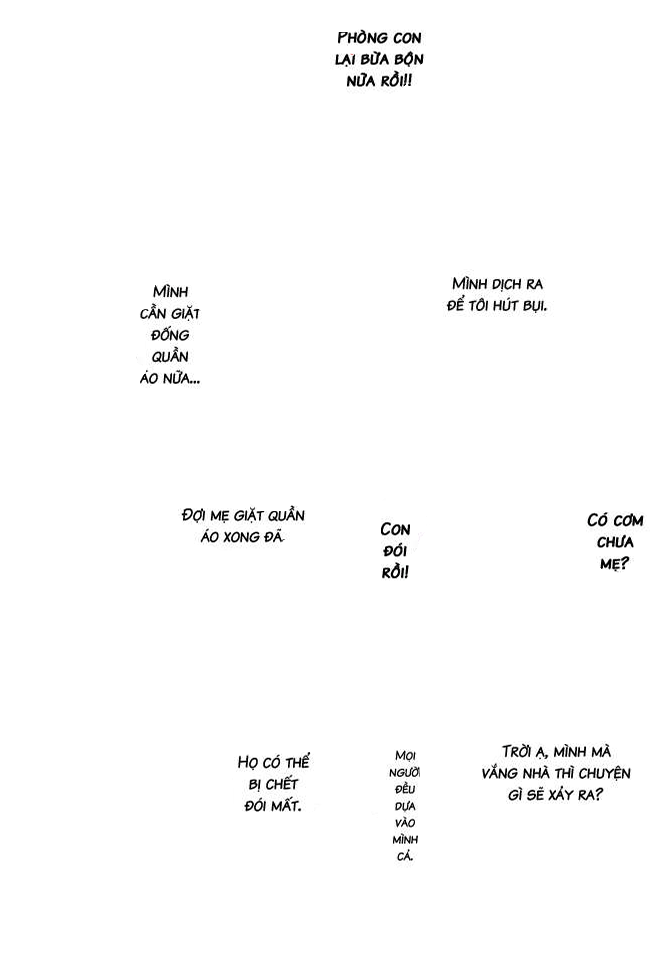 PHÒNG CON
LẠI BỪA BỘN
NỮA RỒI!!
MÌNH DỊCH RA
ĐỂ TÔI HÚT BỤI.
MÌNH
CẦN GIẶT
ĐỐNG
QUẦN
ÁO NỮA...
CÓ CƠM
CHƯA
MẸ?
CON
ĐÓI
RỒI!
ĐỢI MẸ GIẶT QUẦN
ÁO XONG ĐÃ
TRỜI Ạ, MÌNH MÀ
VẮNG NHÀ THÌ CHUYỆN
GÌ SẼ XẢY RA?
MỌI
NGƯỜI
ĐỀU
DỰA
VÀO
MÌNH
CẢ.
HỌ CÓ THỂ
BỊ CHẾT
ĐÓI MẤT.